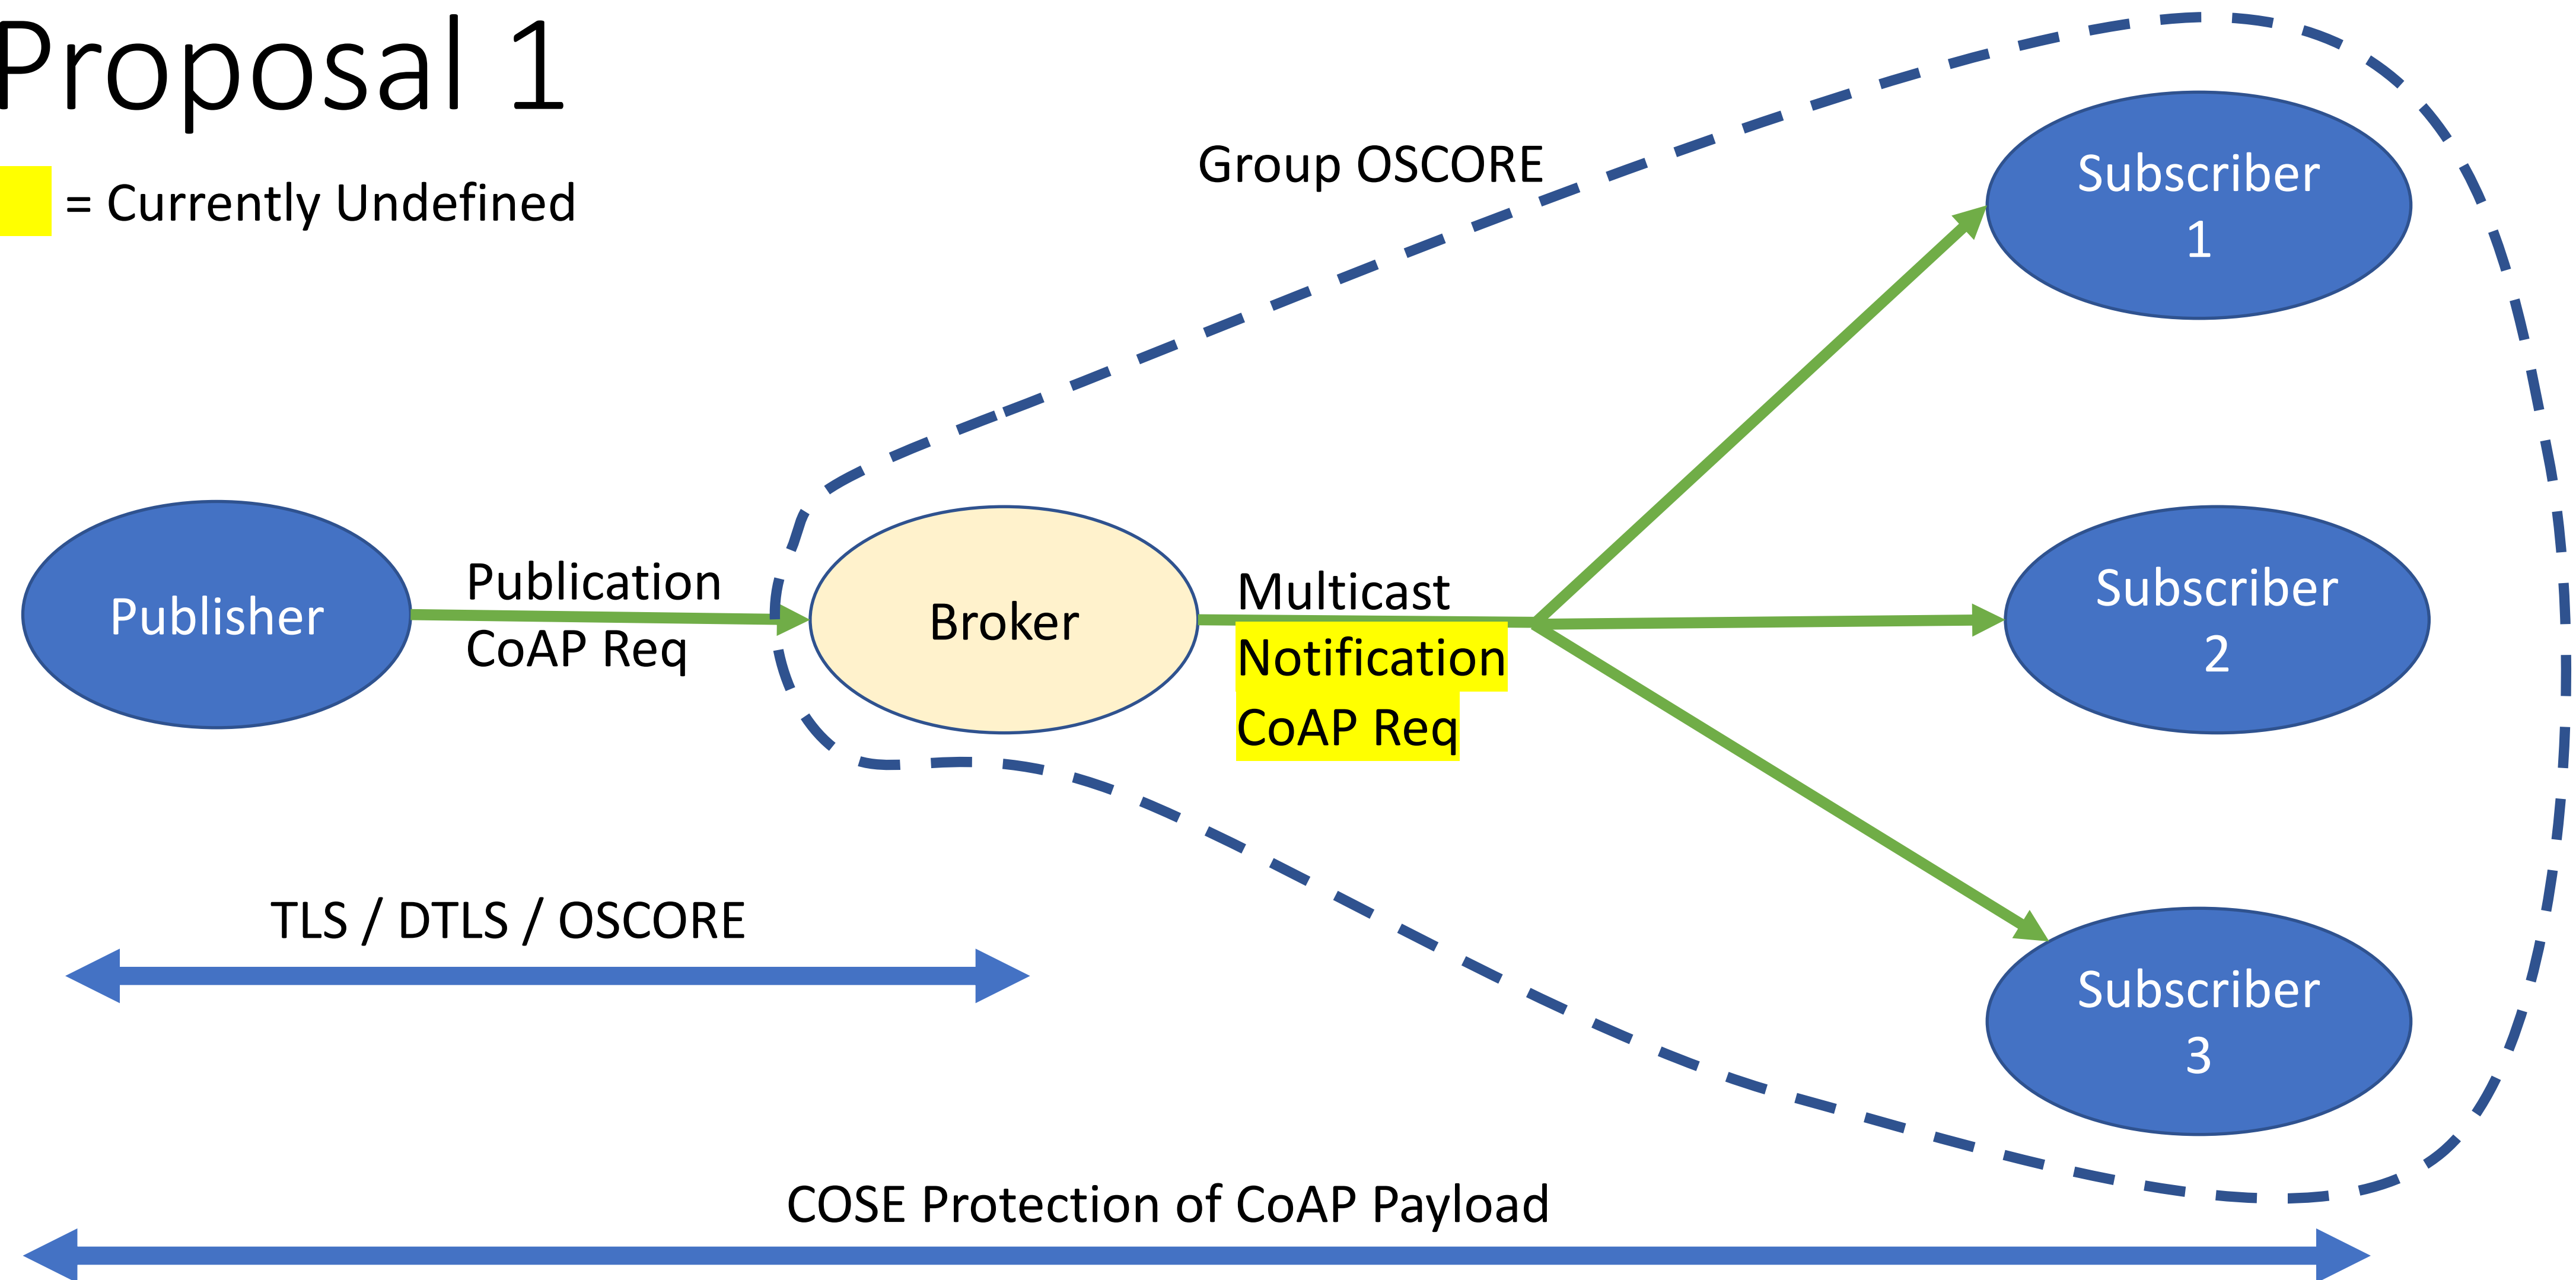 Proposal 1
= Currently Undefined
Group OSCORE
Subscriber
1
Publisher
Publication
CoAP Req
Broker
Multicast
Notification
CoAP Req
Subscriber
2
TLS / DTLS / OSCORE
Subscriber
3
COSE Protection of CoAP Payload